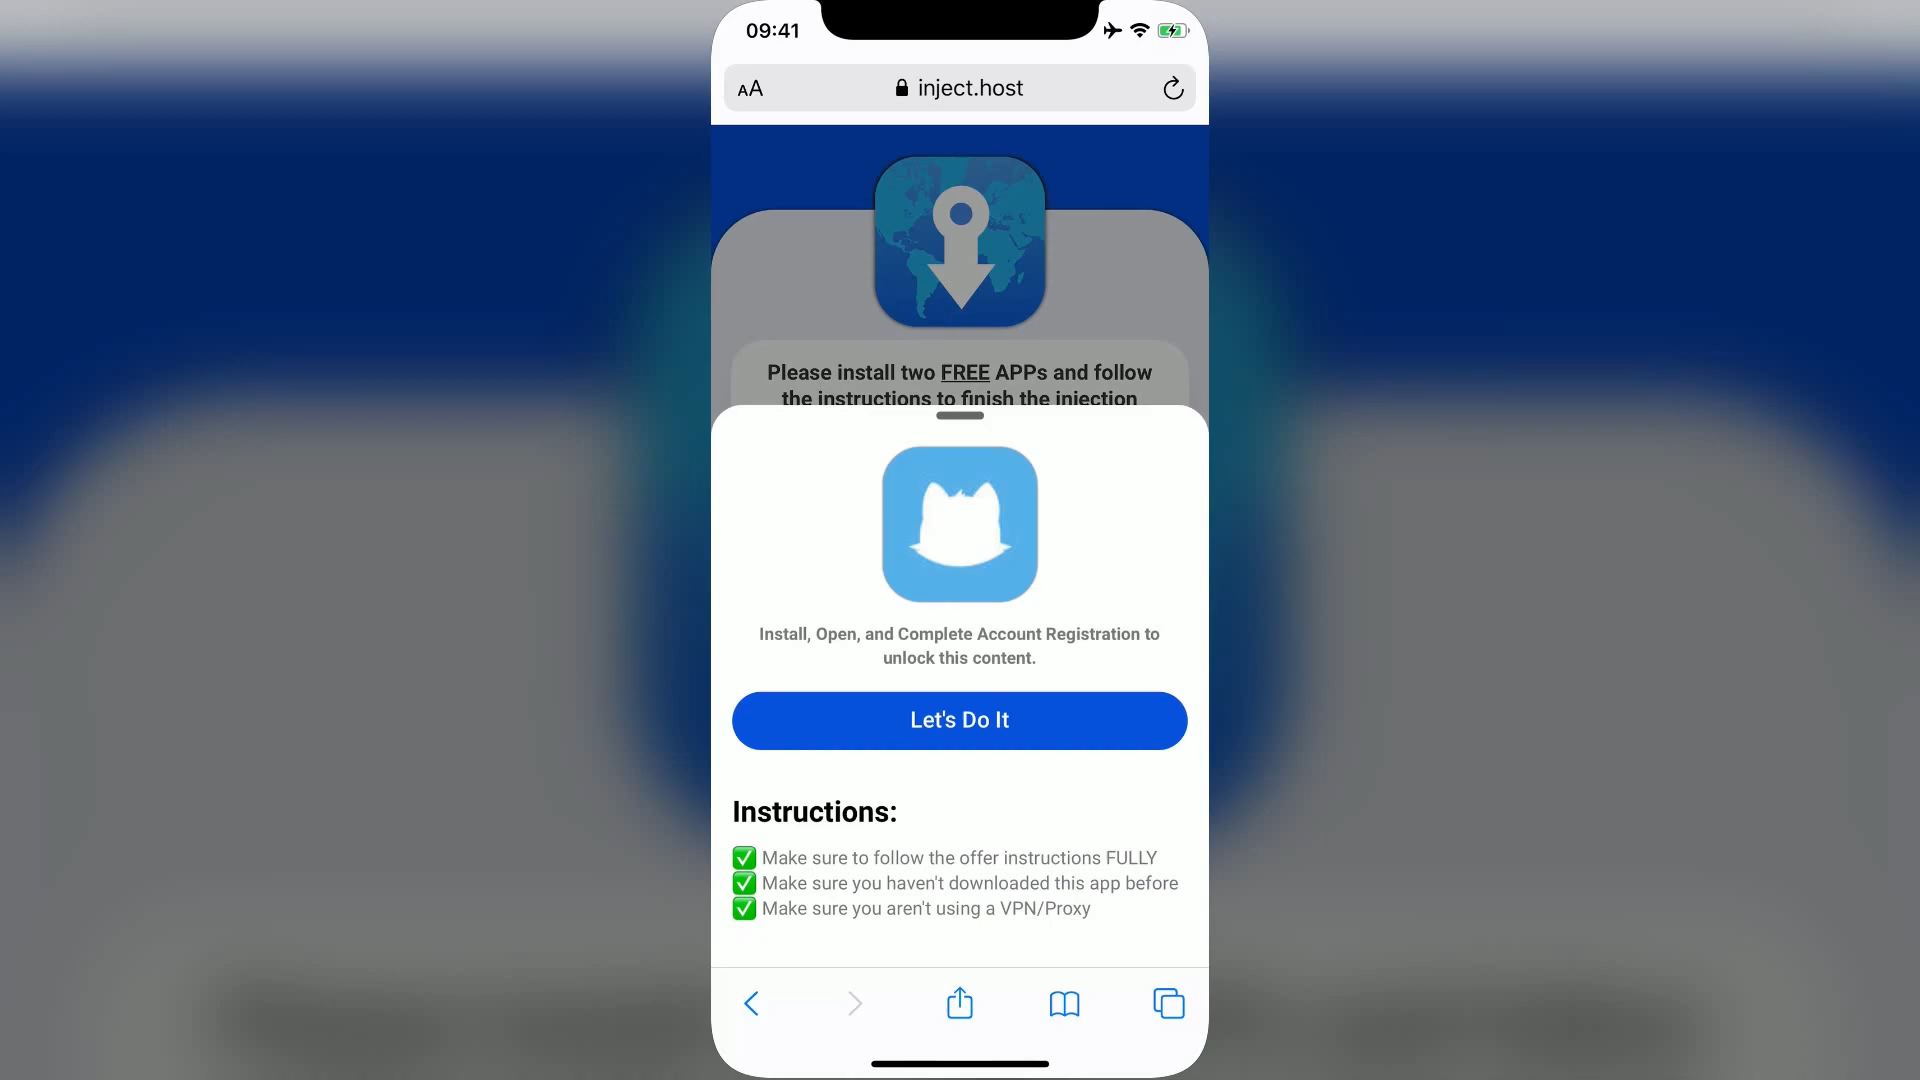 09:41
AA inject.host
Please install two FREE APPs and follow
the instructions to finish the injection
Install, Open, and Complete Account Registration to
unlock this content.
Let's Do It
Instructions:
✅ Make sure to follow the offer instructions FULLY
✅ Make sure you haven't downloaded this app before
✅ Make sure you aren't using a VPN/Proxy